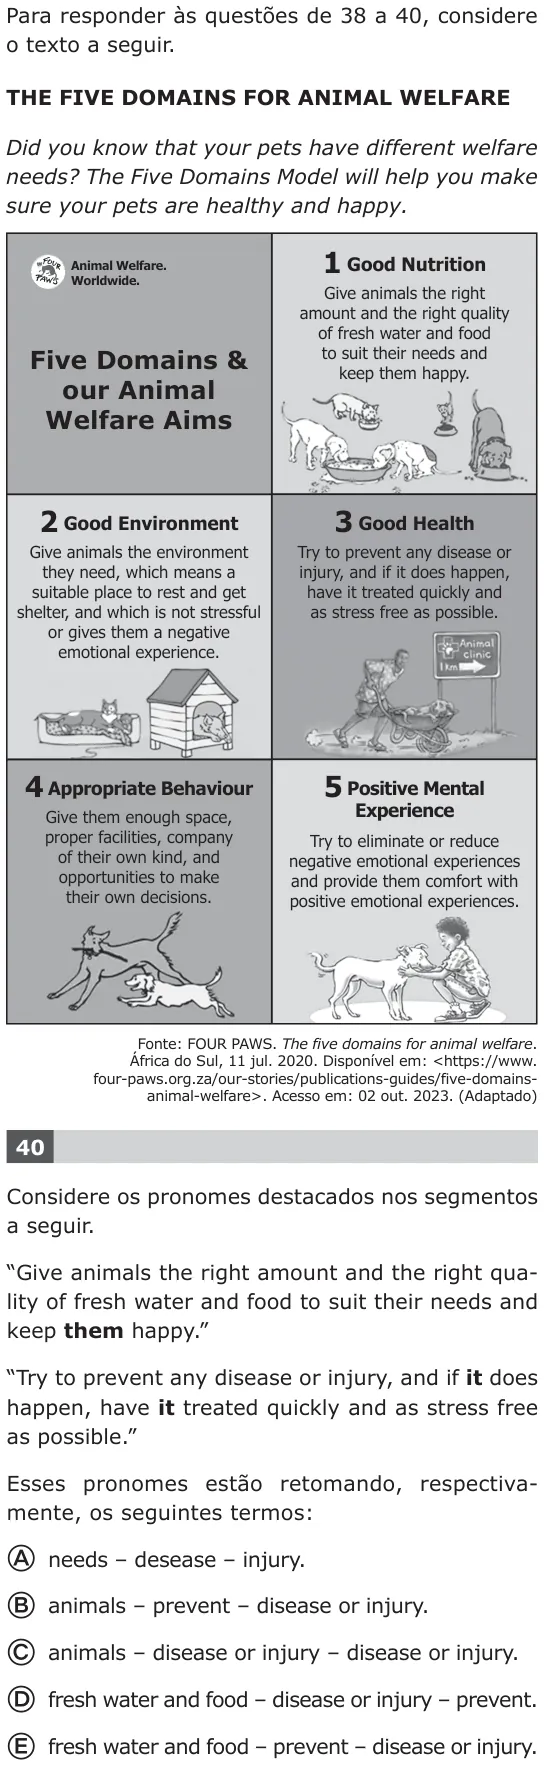 Para responder às questões de 38 a 40, considere
o texto a seguir.
THE FIVE DOMAINS FOR ANIMAL WELFARE
Did you know that your pets have different welfare
needs? The Five Domains Model will help you make
sure your pets are healthy and happy.
FOUR
PAWS
Animal Welfare.
Worldwide.
Five Domains &
our Animal
Welfare Aims
1 Good Nutrition
Give animals the right
amount and the right quality
of fresh water and food
to suit their needs and
keep them happy.
2 Good Environment
Give animals the environment
they need, which means a
suitable place to rest and get
shelter, and which is not stressful
or gives them a negative
emotional experience.
3 Good Health
Try to prevent any disease or
injury, and if it does happen,
have it treated quickly and
as stress free as possible.
Animal
clinic
1 Km
4 Appropriate Behaviour
Give them enough space,
proper facilities, company
of their own kind, and
opportunities to make
their own decisions.
5 Positive Mental
Experience
Try to eliminate or reduce
negative emotional experiences
and provide them comfort with
positive emotional experiences.
Fonte: FOUR PAWS. The five domains for animal welfare.
África do Sul, 11 jul. 2020. Disponível em: <https://www.
four-paws.org.za/our-stories/publications-guides/five-domains-
animal-welfare>. Acesso em: 02 out. 2023. (Adaptado)
40
Considere os pronomes destacados nos segmentos
a seguir.
“Give animals the right amount and the right qua-
lity of fresh water and food to suit their needs and
keep them happy.”
“Try to prevent any disease or injury, and if it does
happen, have it treated quickly and as stress free
as possible.”
Esses pronomes estão retomando, respectiva-
mente, os seguintes termos:
A needs – desease – injury.
B animals – prevent – disease or injury.
C animals – disease or injury – disease or injury.
D fresh water and food – disease or injury – prevent.
E fresh water and food – prevent – disease or injury.